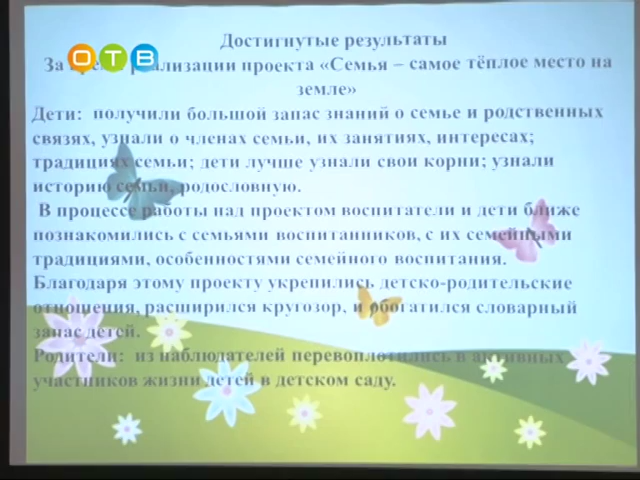 ОТВ
Достигнутые результаты
За время реализации проекта «Семья – самое тёплое место на
земле»
Дети: получили большой запас знаний о семье и родственных
связях, узнали о членах семьи, их занятиях, интересах;
традициях семьи; дети лучше узнали свои корни; узнали
историю семьи, родословную.
В процессе работы над проектом воспитатели и дети ближе
познакомились с семьями воспитанников, с их семейными
традициями, особенностями семейного воспитания.
Благодаря этому проекту укрепились детско-родительские
отношения, расширился кругозор, и обогатился словарный
запас детей.
Родители: из наблюдателей перевоплотились в активных
участников жизни детей в детском саду.